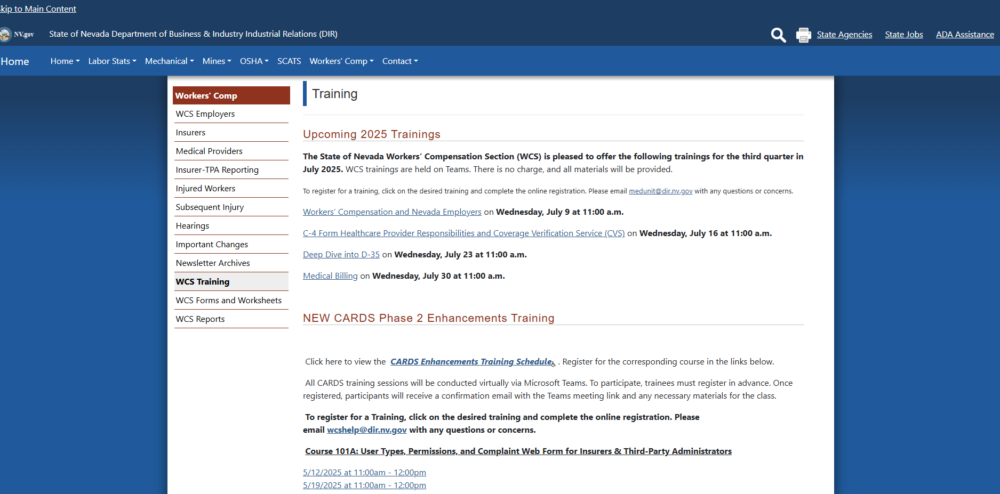 Skip to Main Content
NV.gov
State of Nevada Department of Business & Industry Industrial Relations (DIR)
State Agencies
State Jobs
ADA Assistance
Home
Home
Labor Stats
Mechanical
Mines
OSHA
SCATS
Workers' Comp
Contact
Workers' Comp
WCS Employers
Insurers
Medical Providers
Insurer-TPA Reporting
Injured Workers
Subsequent Injury
Hearings
Important Changes
Newsletter Archives
WCS Training
WCS Forms and Worksheets
WCS Reports
Training
Upcoming 2025 Trainings
The State of Nevada Workers’ Compensation Section (WCS) is pleased to offer the following trainings for the third quarter in
July 2025. WCS trainings are held on Teams. There is no charge, and all materials will be provided.
To register for a training, click on the desired training and complete the online registration. Please email medunit@dir.nv.gov with any questions or concerns.
Workers’ Compensation and Nevada Employers on Wednesday, July 9 at 11:00 a.m.
C-4 Form Healthcare Provider Responsibilities and Coverage Verification Service (CVS) on Wednesday, July 16 at 11:00 a.m.
Deep Dive into D-35 on Wednesday, July 23 at 11:00 a.m.
Medical Billing on Wednesday, July 30 at 11:00 a.m.
NEW CARDS Phase 2 Enhancements Training
Click here to view the CARDS Enhancements Training Schedule . Register for the corresponding course in the links below.
All CARDS training sessions will be conducted virtually via Microsoft Teams. To participate, trainees must register in advance. Once
registered, participants will receive a confirmation email with the Teams meeting link and any necessary materials for the class.
To register for a Training, click on the desired training and complete the online registration. Please
email wcshelp@dir.nv.gov with any questions or concerns.
Course 101A: User Types, Permissions, and Complaint Web Form for Insurers & Third-Party Administrators
5/12/2025 at 11:00am - 12:00pm
5/19/2025 at 11:00am - 12:00pm